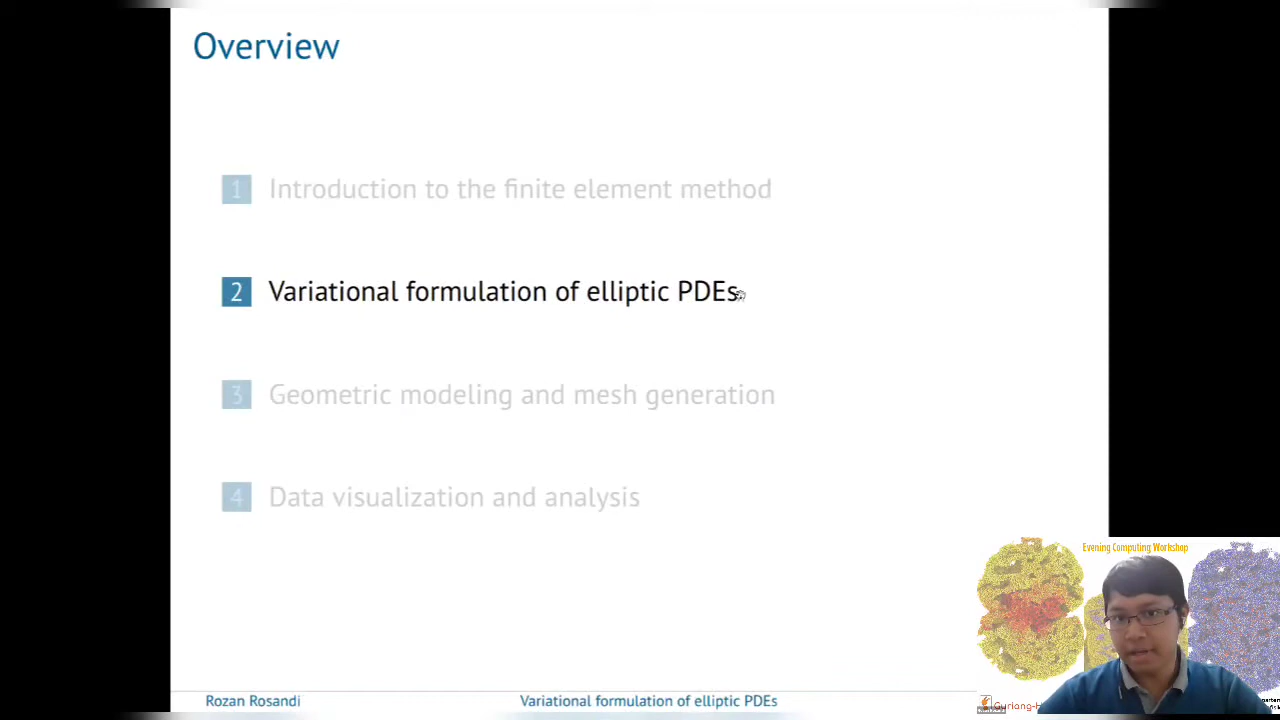 Overview
1 Introduction to the finite element method
2 Variational formulation of elliptic PDEs
3 Geometric modeling and mesh generation
4 Data visualization and analysis
Evening Computing Workshop
Rozan Rosandi
Variational formulation of elliptic PDEs